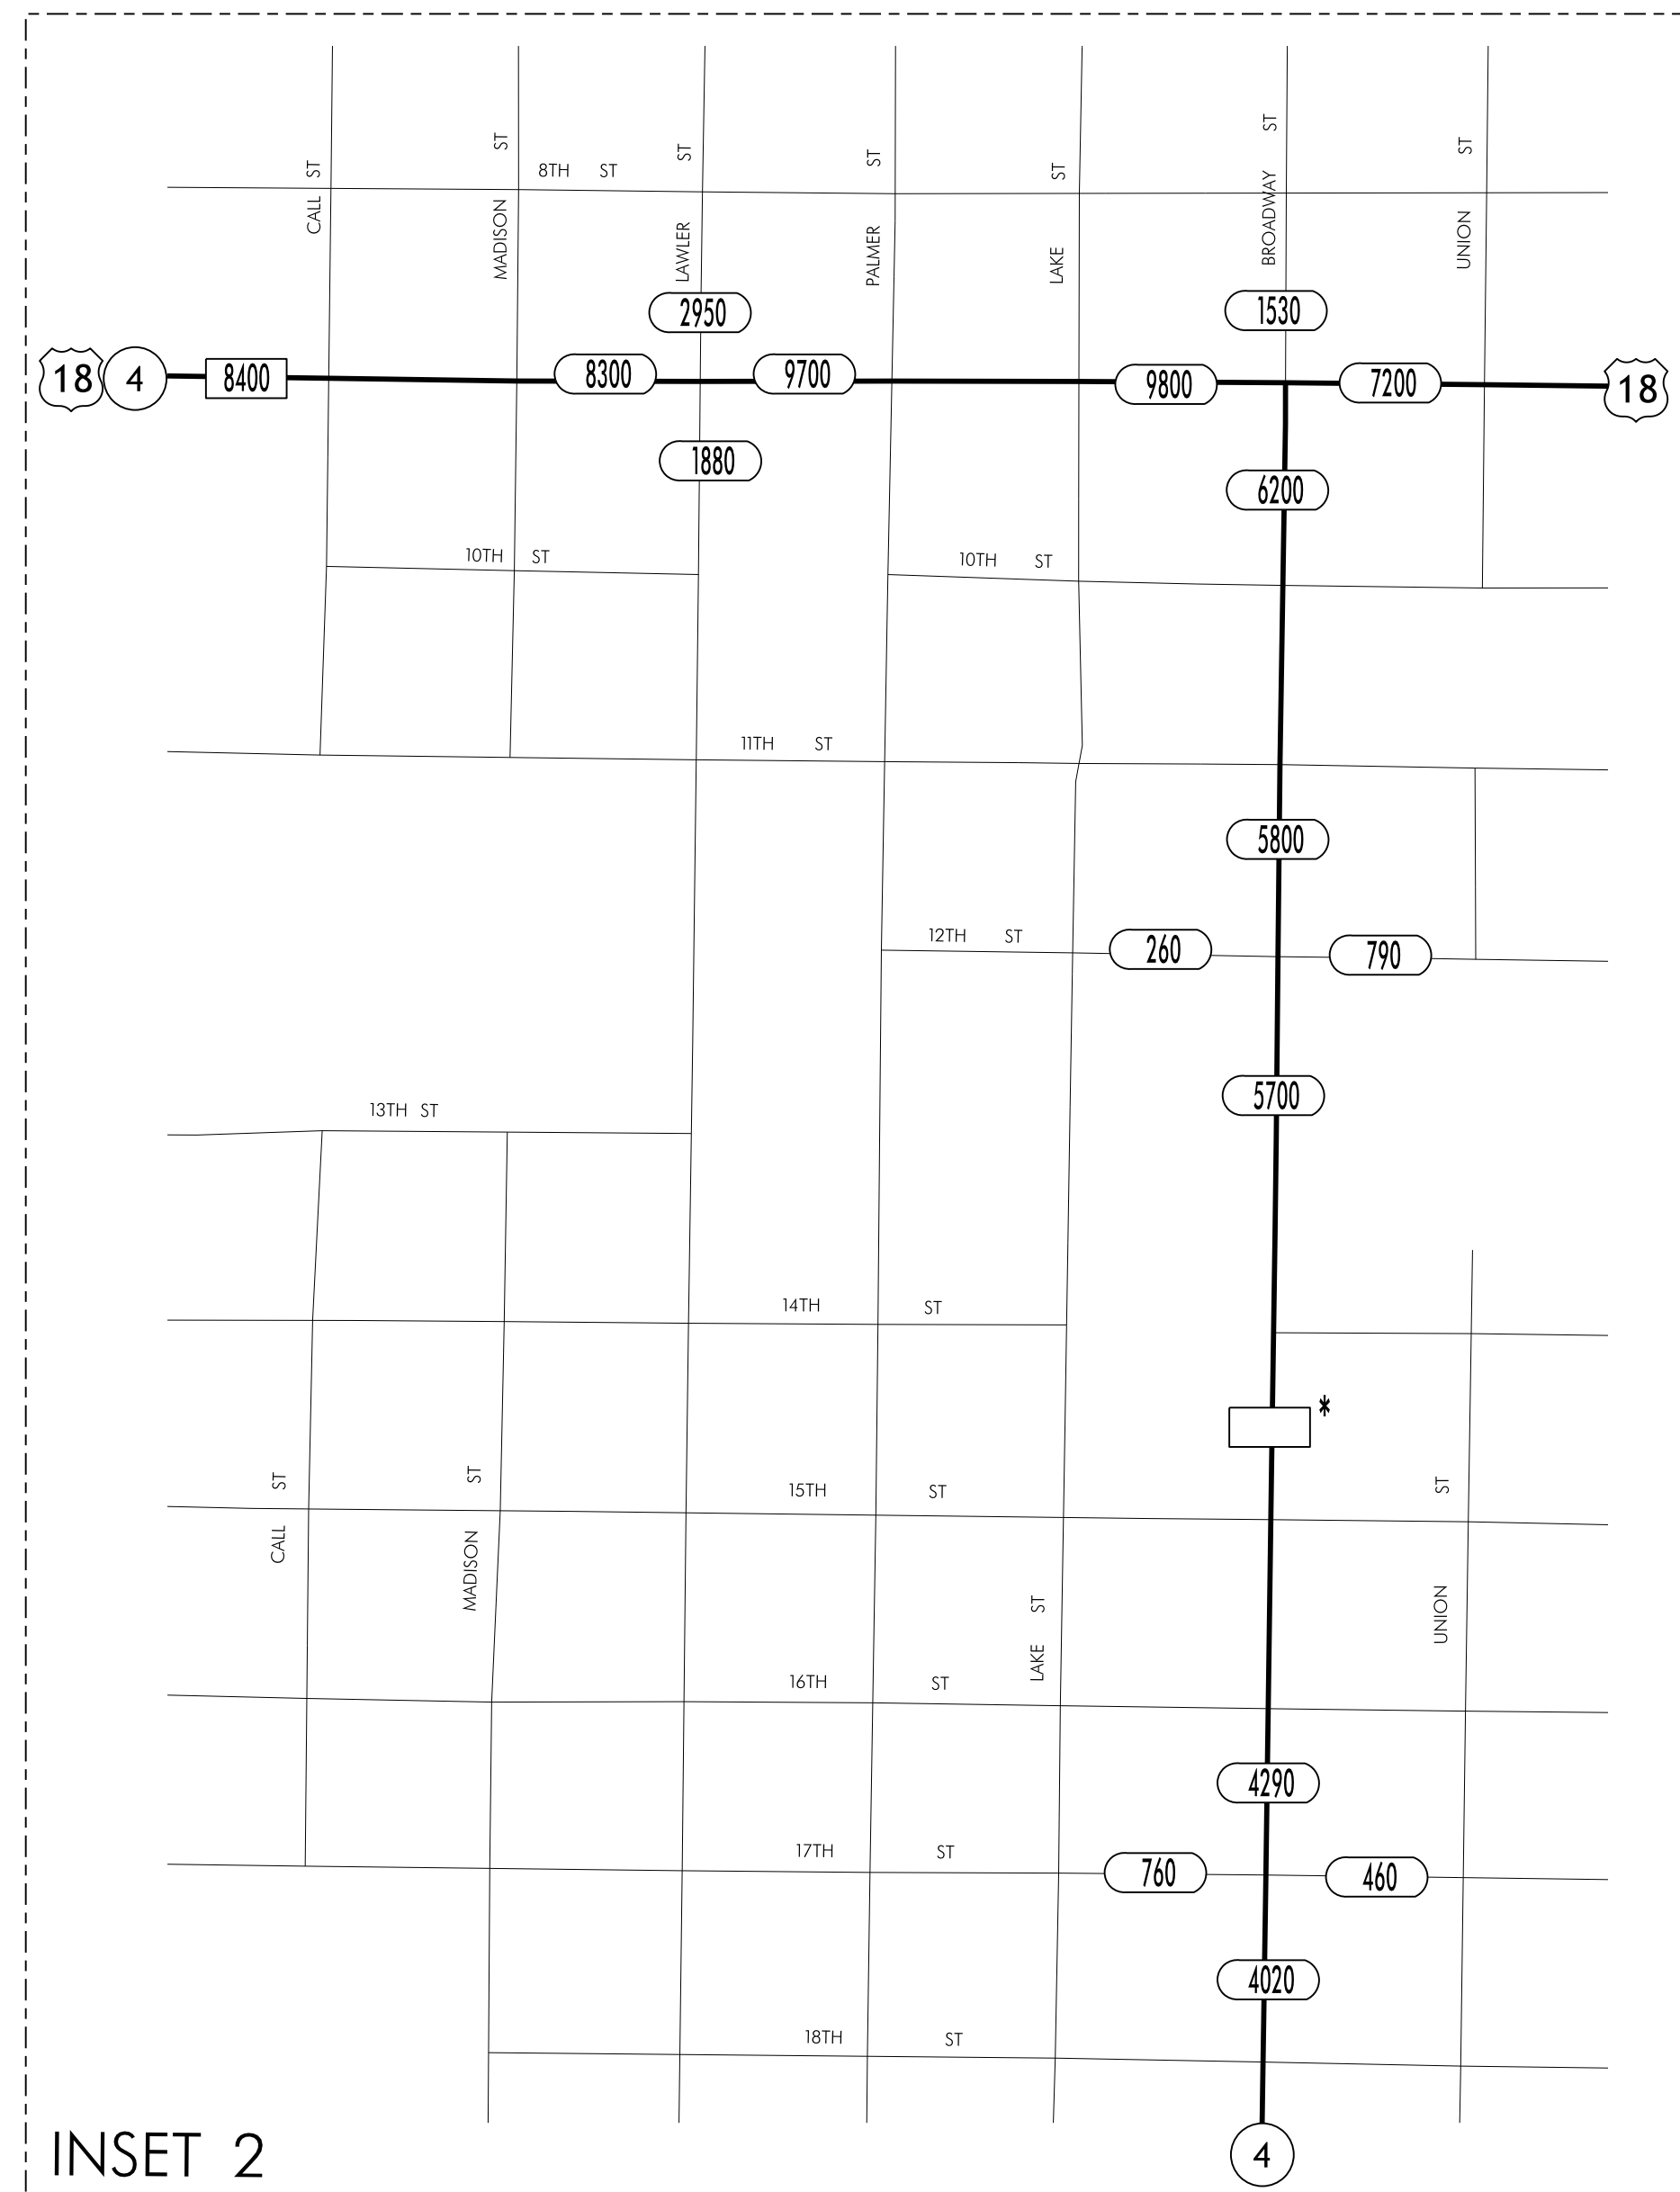 CALL ST
MADISON ST
8TH ST
LAWLER ST
PALMER ST
LAKE ST
BROADWAY ST
UNION ST
2950
1530
18
4
8400
8300
9700
9800
7200
18
1880
6200
10TH ST
10TH ST
11TH ST
5800
12TH ST
260
790
5700
13TH ST
14TH ST
*
15TH ST
CALL ST
MADISON ST
LAKE ST
UNION ST
16TH ST
4290
17TH ST
760
460
4020
18TH ST
INSET 2
4